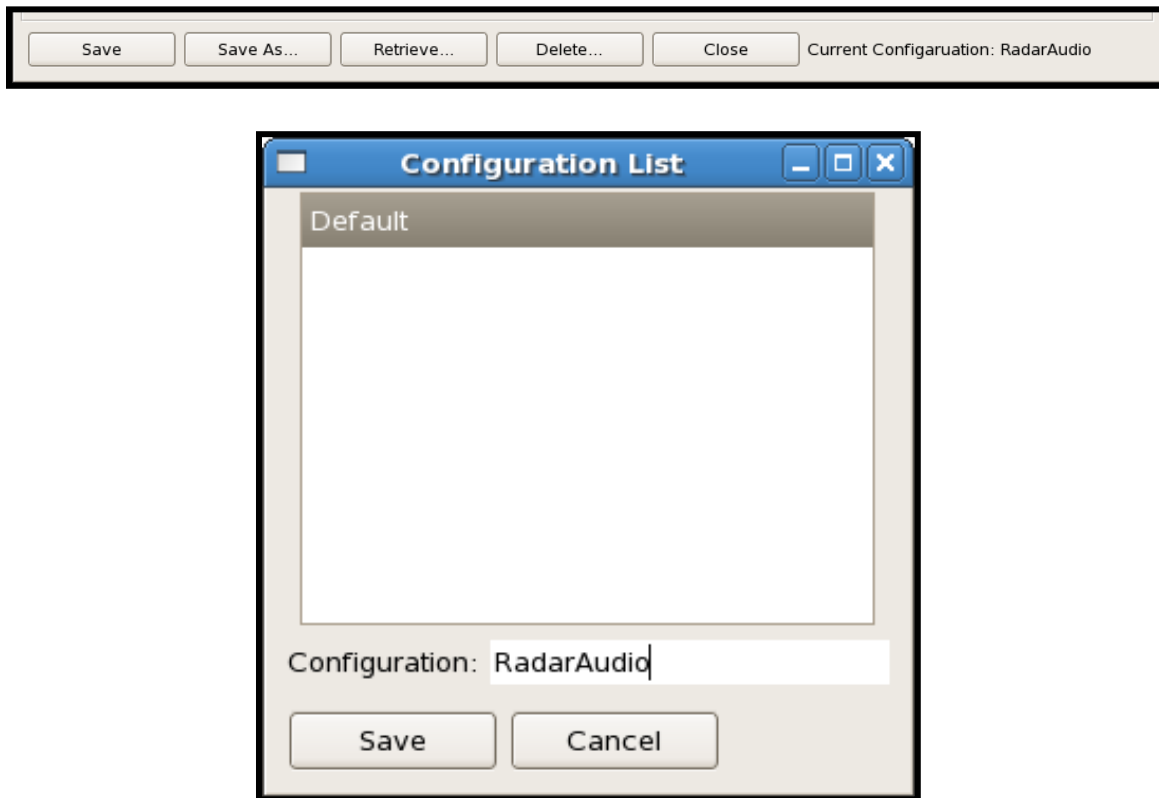 Save Save As... Retrieve... Delete... Close Current Configaruation: RadarAudio
Configuration List
Default
Configuration: RadarAudio
Save Cancel